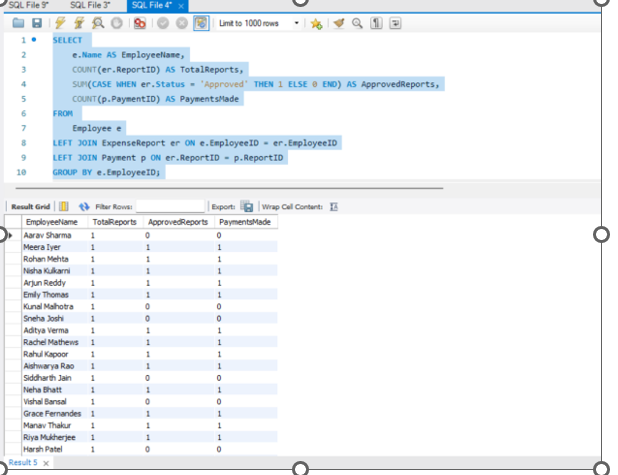 SQL File 9* SQL File 3* SQL File 4*
Limit to 1000 rows
1 SELECT
2 e.Name AS EmployeeName,
3 COUNT(er.ReportID) AS TotalReports,
4 SUM(CASE WHEN er.Status = 'Approved' THEN 1 ELSE 0 END) AS ApprovedReports,
5 COUNT(p.PaymentID) AS PaymentsMade
6 FROM
7 Employee e
8 LEFT JOIN ExpenseReport er ON e.EmployeeID = er.EmployeeID
9 LEFT JOIN Payment p ON er.ReportID = p.ReportID
10 GROUP BY e.EmployeeID;
Result Grid Filter Rows: Export: Wrap Cell Content:
EmployeeName TotalReports ApprovedReports PaymentsMade
Aarav Sharma 1 0 0
Meera Iyer 1 1 1
Rohan Mehta 1 1 1
Nisha Kulkarni 1 1 1
Arjun Reddy 1 1 1
Emily Thomas 1 1 1
Kunal Malhotra 1 0 0
Sneha Joshi 1 0 0
Aditya Verma 1 1 1
Rachel Mathews 1 1 1
Rahul Kapoor 1 1 1
Aishwarya Rao 1 1 1
Siddharth Jain 1 0 0
Neha Bhatt 1 1 1
Vishal Bansal 1 0 0
Grace Fernandes 1 1 1
Manav Thakur 1 1 1
Riya Mukherjee 1 1 1
Harsh Patel 1 0 0
Result 5